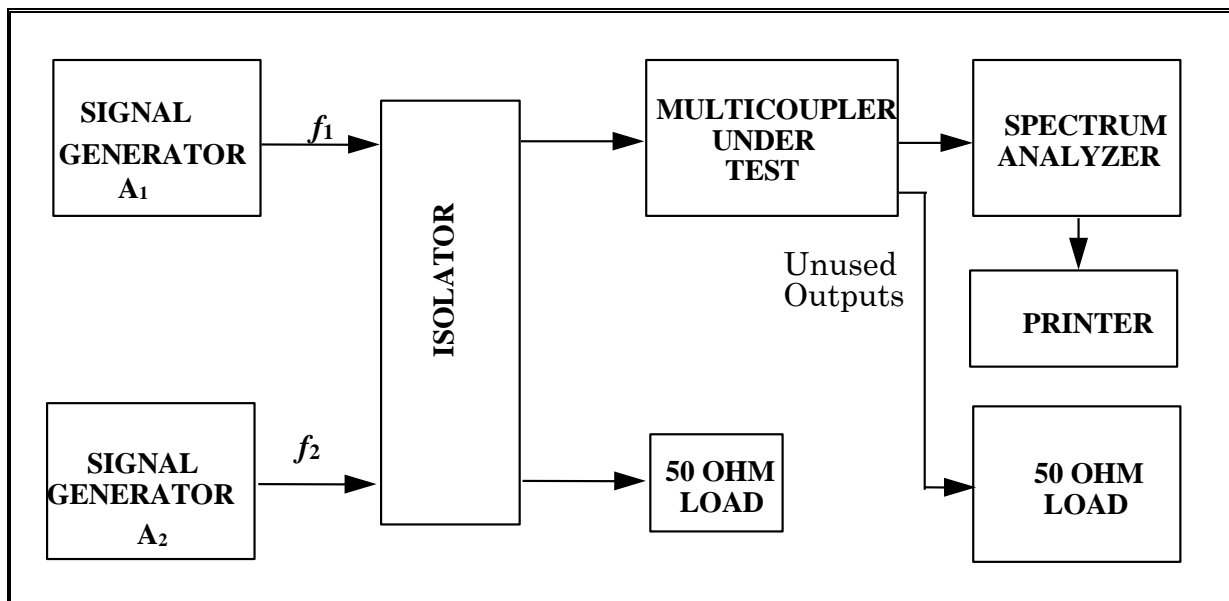 SIGNAL
GENERATOR
A1
f1
ISOLATOR
MULTICOUPLER
UNDER
TEST
SPECTRUM
ANALYZER
Unused
Outputs
PRINTER
SIGNAL
GENERATOR
A2
f2
50 OHM
LOAD
50 OHM
LOAD